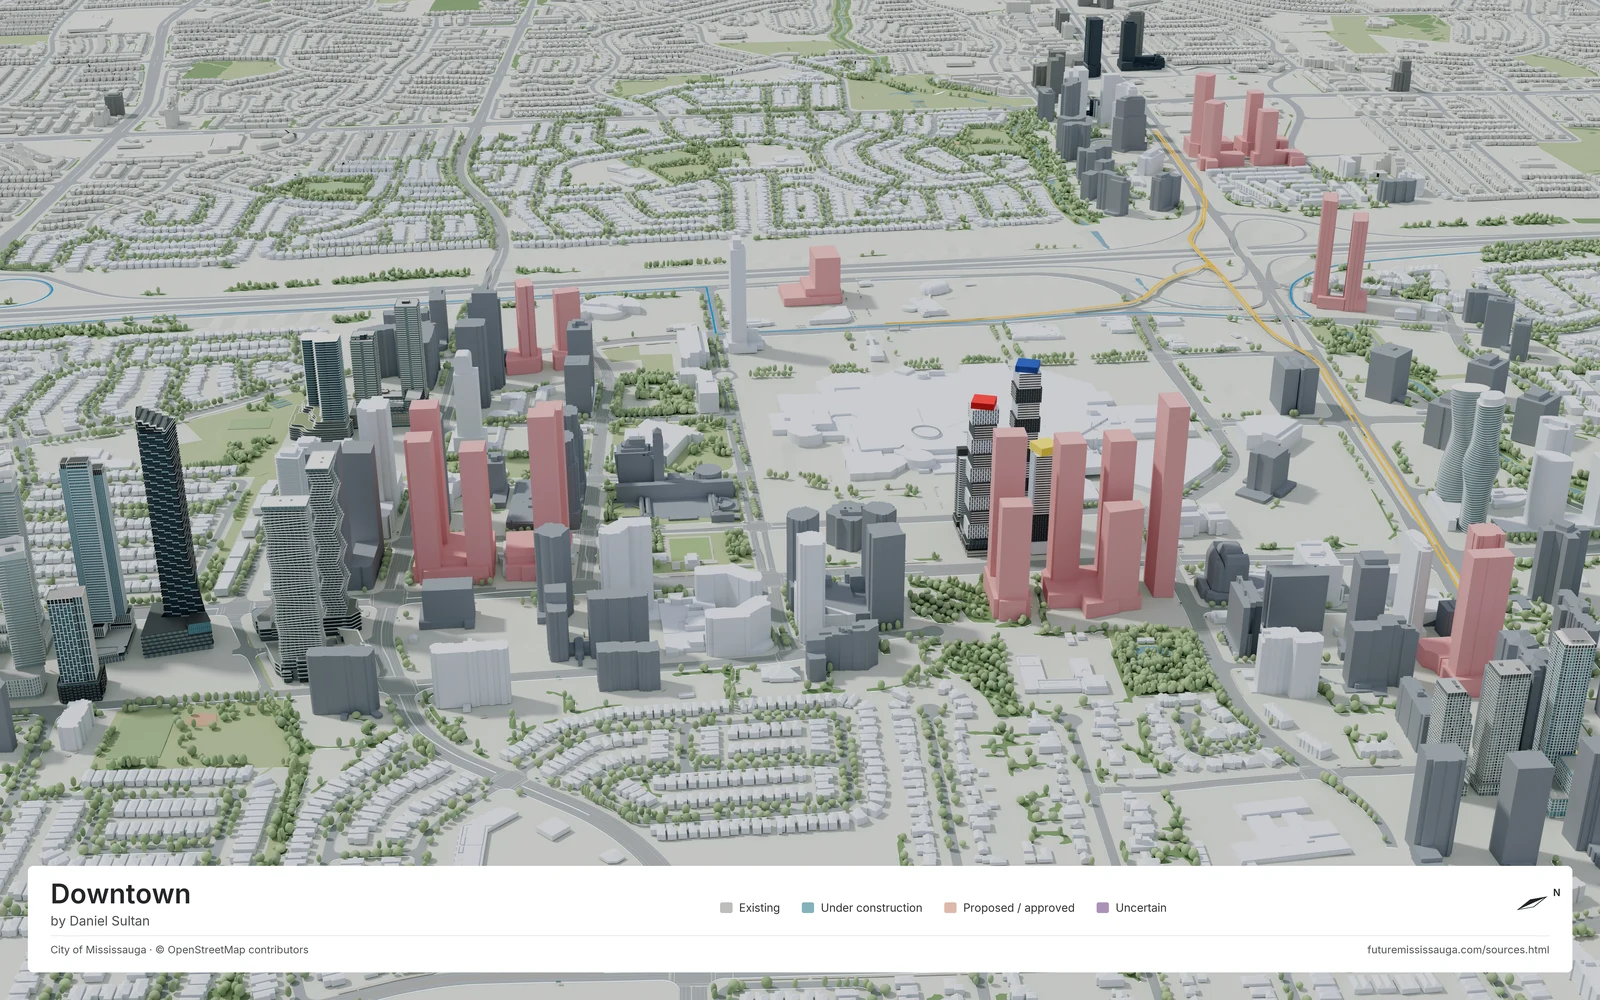 Downtown
by Daniel Sultan
Existing
Under construction
Proposed / approved
Uncertain
N
City of Mississauga · © OpenStreetMap contributors
futuremississauga.com/sources.html